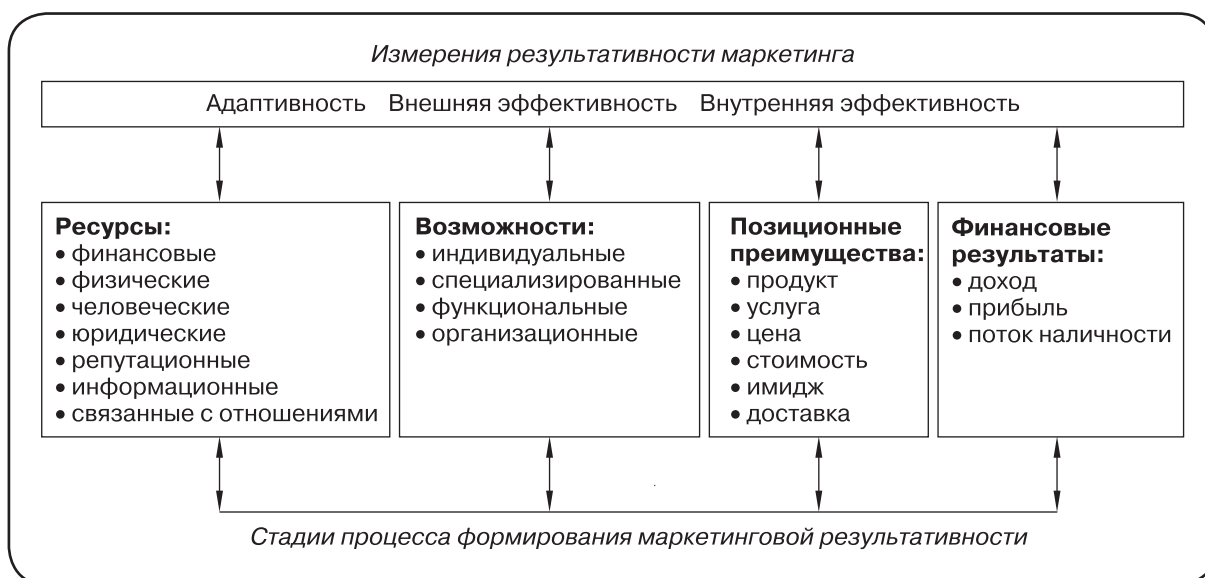 Измерения результативности маркетинга
Адаптивность Внешняя эффективность Внутренняя эффективность
Ресурсы:
• финансовые
• физические
• человеческие
• юридические
• репутационные
• информационные
• связанные с отношениями
Возможности:
• индивидуальные
• специализированные
• функциональные
• организационные
Позиционные
преимущества:
• продукт
• услуга
• цена
• стоимость
• имидж
• доставка
Финансовые
результаты:
• доход
• прибыль
• поток наличности
Стадии процесса формирования маркетинговой результативности